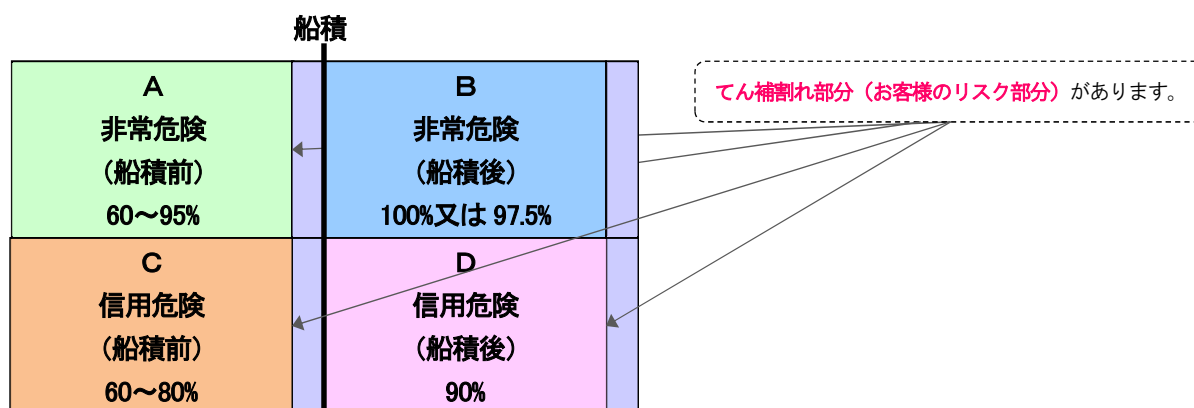 船積
てん補割れ部分(お客様のリスク部分)があります。
A
非常危険
(船積前)
60~95%
B
非常危険
(船積後)
100%又は 97.5%
C
信用危険
(船積前)
60~80%
D
信用危険
(船積後)
90%